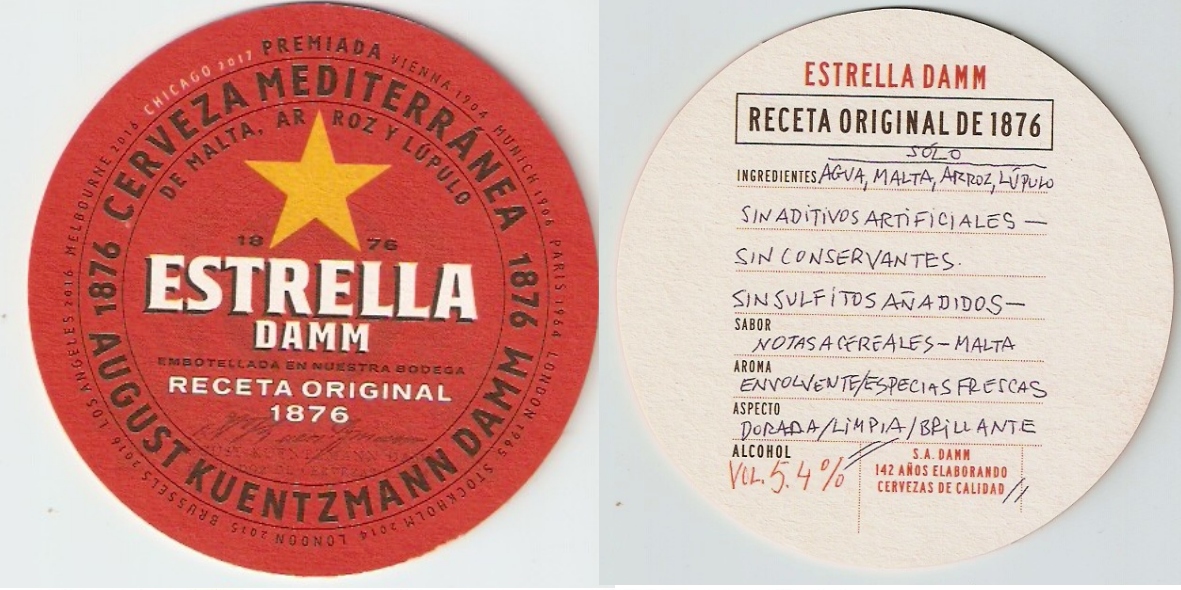 PREMIADA VIENNA 1904 MUNICH 1906 PARIS 1964 LONDON 1965 STOCKHOLM 2014 LONDON 2015 BRUSSELS 2016 LOS ANGELES 2016 MELBOURNE 2016 CHICAGO 2017
CERVEZA MEDITERRÁNEA
1876 AUGUST KUENTZMANN DAMM 1876
DE MALTA, ARROZ Y LÚPULO
18 76
ESTRELLA
DAMM
EMBOTELLADA EN NUESTRA BODEGA
RECETA ORIGINAL
1876
ESTRELLA DAMM
RECETA ORIGINAL DE 1876
SÓLO
INGREDIENTES AGUA, MALTA, ARROZ, LÚPULO
SIN ADITIVOS ARTIFICIALES —
SIN CONSERVANTES.
SIN SULFITOS AÑADIDOS —
SABOR
NOTAS A CEREALES – MALTA
AROMA
ENVOLVENTE/ESPECIAS FRESCAS
ASPECTO
DORADA/LIMPIA/BRILLANTE
ALCOHOL
VOL. 5.4%
S.A. DAMM
142 AÑOS ELABORANDO
CERVEZAS DE CALIDAD